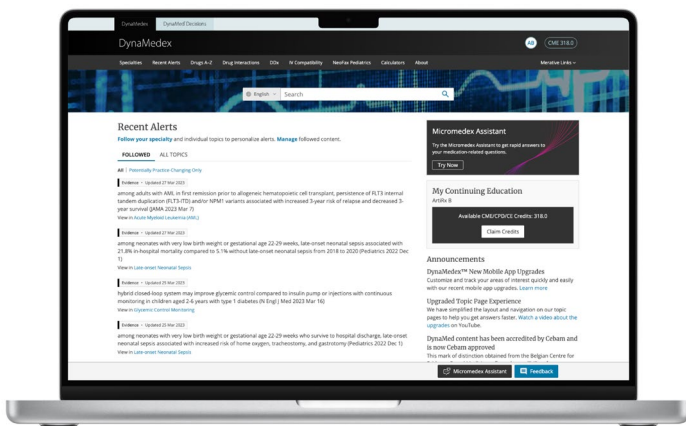 DynaMedex DynaMed Decisions
DynaMedex
AB CME 318.0
Specialties Recent Alerts Drugs A–Z Drug Interactions DDx IV Compatibility NeoFax Pediatrics Calculators About Merative Links
English Search
Recent Alerts
Follow your specialty and individual topics to personalize alerts. Manage followed content.
FOLLOWED ALL TOPICS
All | Potentially Practice-Changing Only
Evidence • Updated 27 Mar 2023
among adults with AML in first remission prior to allogeneic hematopoietic cell transplant, persistence of FLT3 internal
tandem duplication (FLT3-ITD) and/or NPM1 variants associated with increased 3-year risk of relapse and decreased 3-
year survival (JAMA 2023 Mar 7)
View in Acute Myeloid Leukemia (AML)
Evidence • Updated 27 Mar 2023
among neonates with very low birth weight or gestational age 22-29 weeks, late-onset neonatal sepsis associated with
21.8% in-hospital mortality compared to 5.1% without late-onset neonatal sepsis from 2018 to 2020 (Pediatrics 2022 Dec
1)
View in Late-onset Neonatal Sepsis
Evidence • Updated 25 Mar 2023
hybrid closed-loop system may improve glycemic control compared to insulin pump or injections with continuous
monitoring in children aged 2-6 years with type 1 diabetes (N Engl J Med 2023 Mar 16)
View in Glycemic Control Monitoring
Evidence • Updated 25 Mar 2023
among neonates with very low birth weight or gestational age 22-29 weeks who survive to hospital discharge, late-onset
neonatal sepsis associated with increased risk of home oxygen, tracheostomy, and gastrotomy (Pediatrics 2022 Dec 1)
View in Late-onset Neonatal Sepsis
Micromedex Assistant
Try the Micromedex Assistant to get rapid answers to
your medication-related questions.
Try Now
My Continuing Education
ArtiRx B
Available CME/CPD/CE Credits: 318.0
Claim Credits
Announcements
DynaMedex™ New Mobile App Upgrades
Customize and track your areas of interest quickly and easily
with our recent mobile app upgrades. Learn more
Upgraded Topic Page Experience
We have simplified the layout and navigation on our topic
pages to help you get answers faster. Watch a video about the
upgrades on YouTube.
DynaMed content has been accredited by Cebam and
is now Cebam approved
This mark of distinction obtained from the Belgian Centre for
Micromedex Assistant Feedback